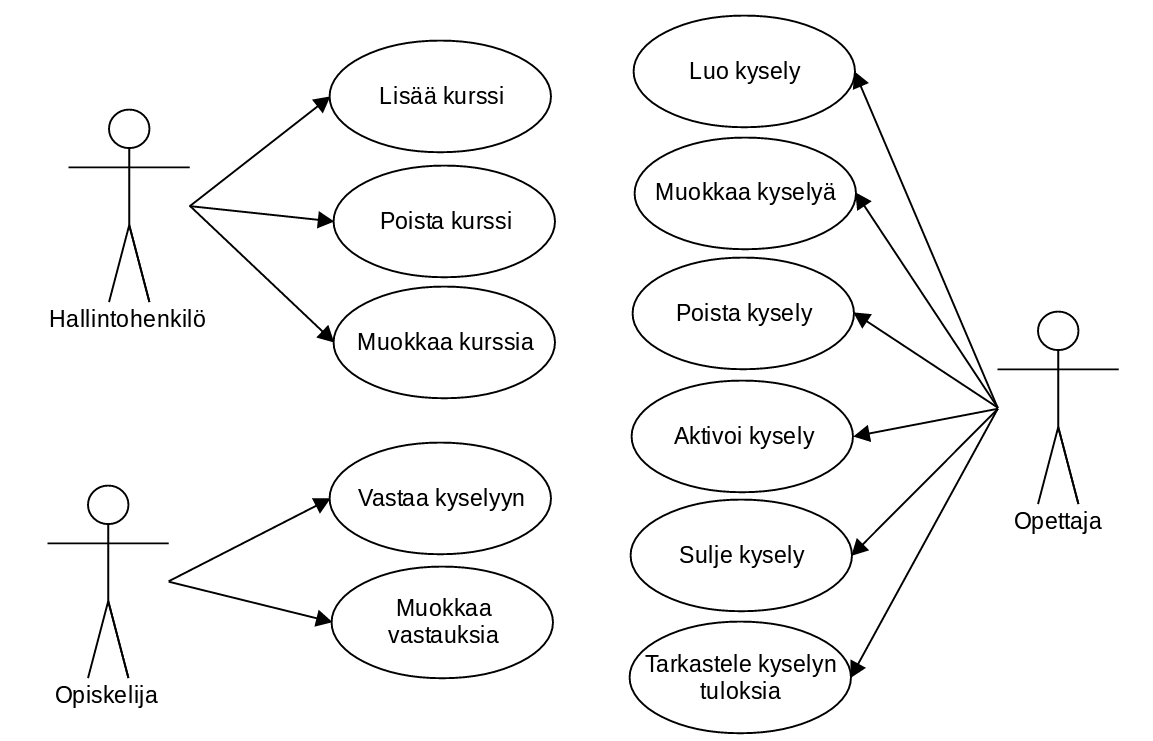 Lisää kurssi
Poista kurssi
Muokkaa kurssia
Hallintohenkilö
Vastaa kyselyyn
Muokkaa
vastauksia
Opiskelija
Luo kysely
Muokkaa kyselyä
Poista kysely
Aktivoi kysely
Sulje kysely
Tarkastele kyselyn
tuloksia
Opettaja